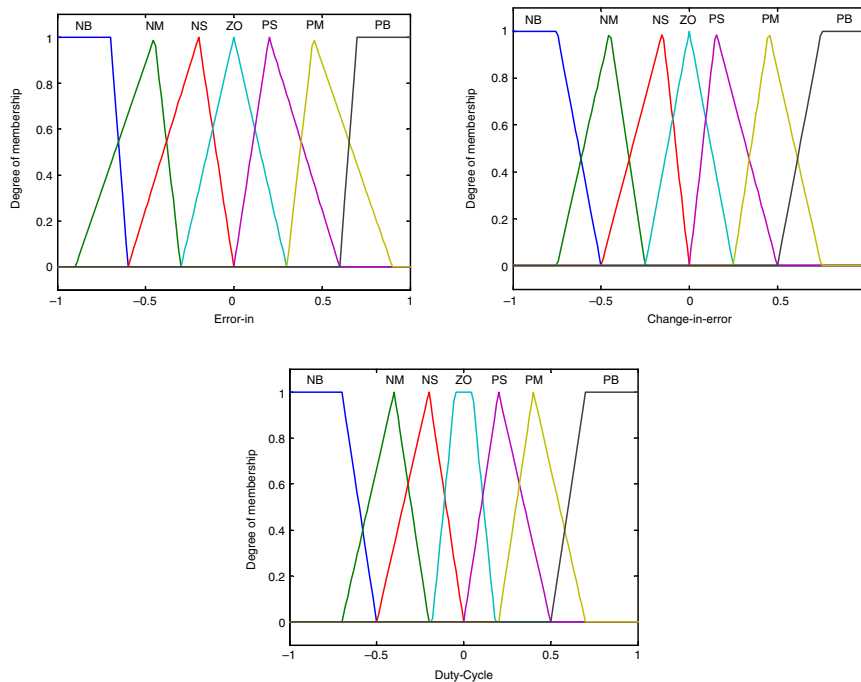 NB NM NS ZO PS PM PB
1
0.8
0.6
0.4
0.2
0
Degree of membership
−1 −0.5 0 0.5 1
Error-in
NB NM NS ZO PS PM PB
1
0.8
0.6
0.4
0.2
0
Degree of membership
−1 −0.5 0 0.5
Change-in-error
NB NM NS ZO PS PM PB
1
0.8
0.6
0.4
0.2
0
Degree of membership
−1 −0.5 0 0.5 1
Duty-Cycle